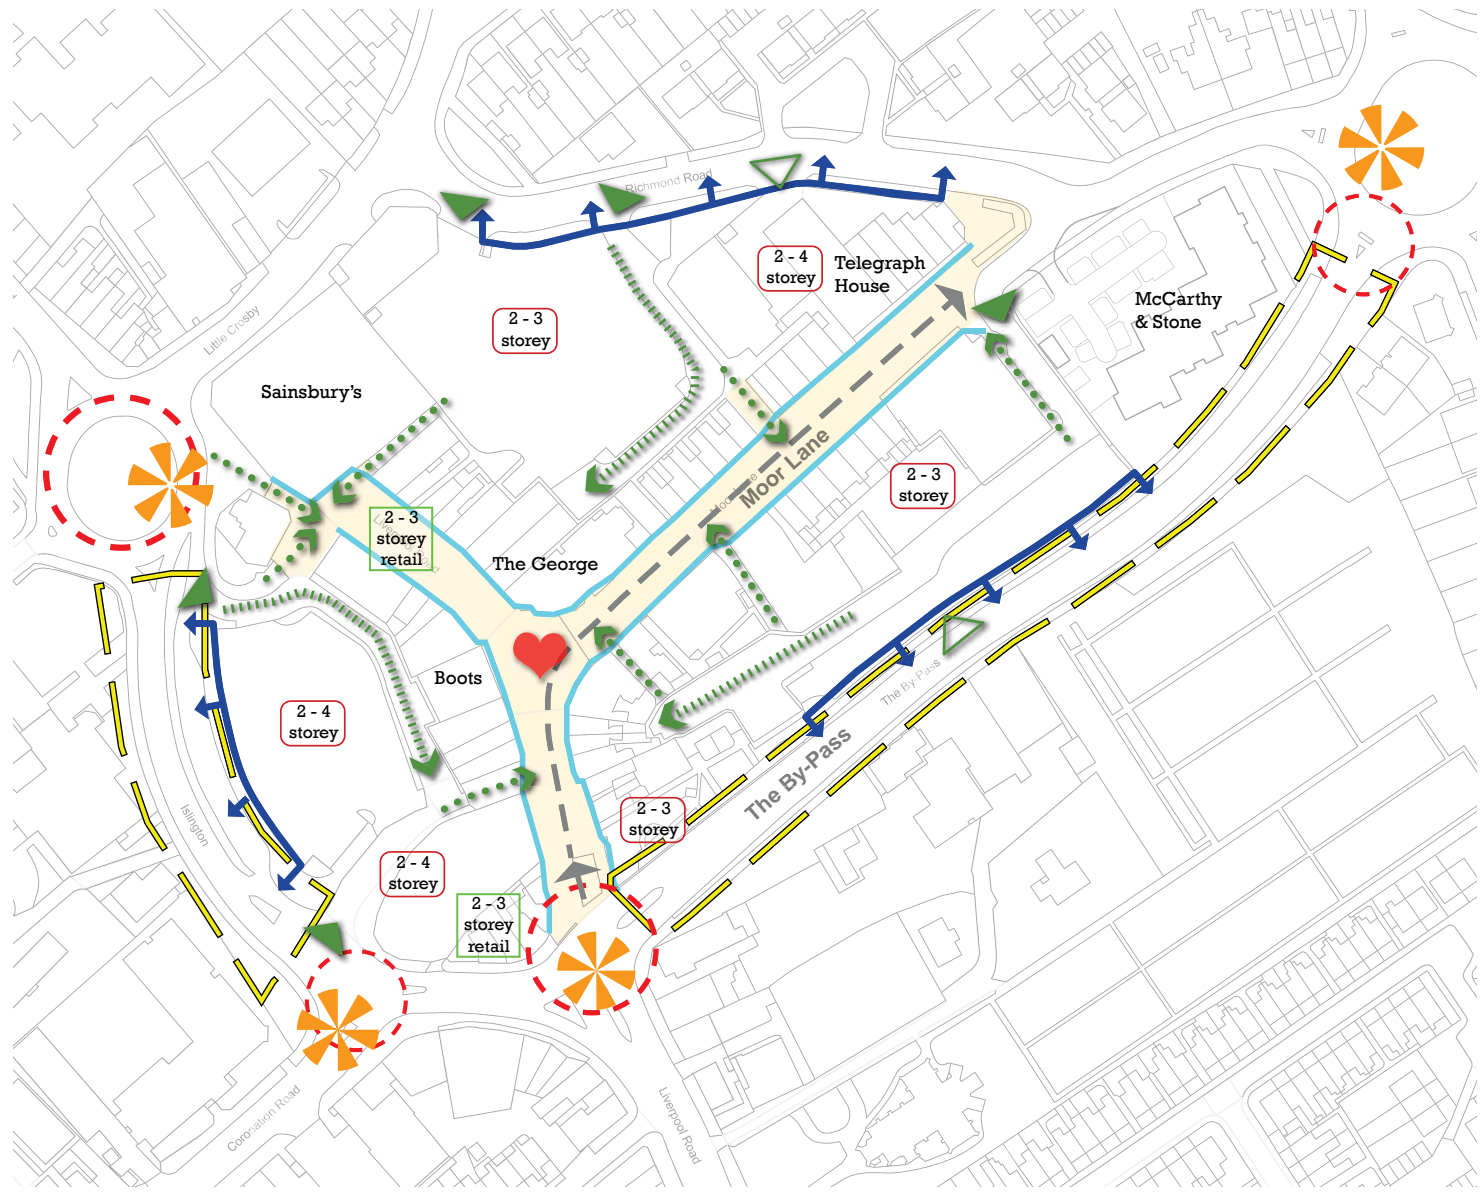 Richmond Road
2 - 4
storey
Telegraph
House
McCarthy
& Stone
Little Crosby
2 - 3
storey
Sainsbury's
Moor Lane
2 - 3
storey
Liverpool Road
2 - 3
storey
retail
The George
Boots
The By-Pass
The By-Pass
2 - 4
storey
Islington
2 - 3
storey
2 - 4
storey
2 - 3
storey
retail
Coronation Road
Liverpool Road